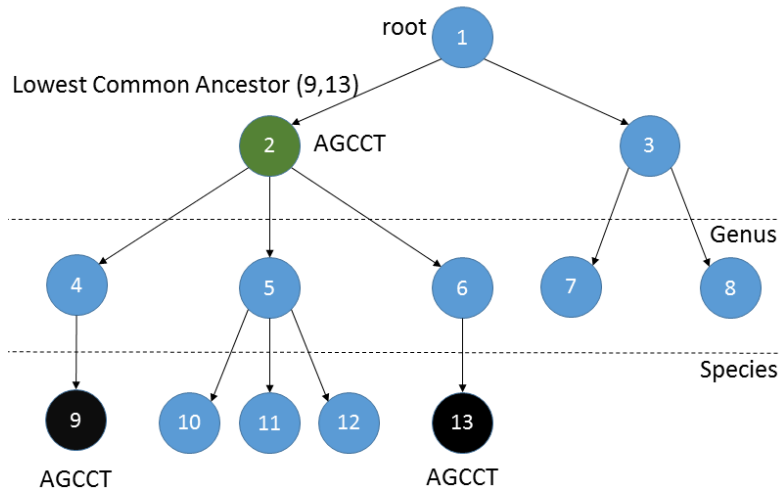 root 1
Lowest Common Ancestor (9,13)
2 AGCCT 3
Genus
4 5 6 7 8
Species
9 10 11 12 13
AGCCT AGCCT